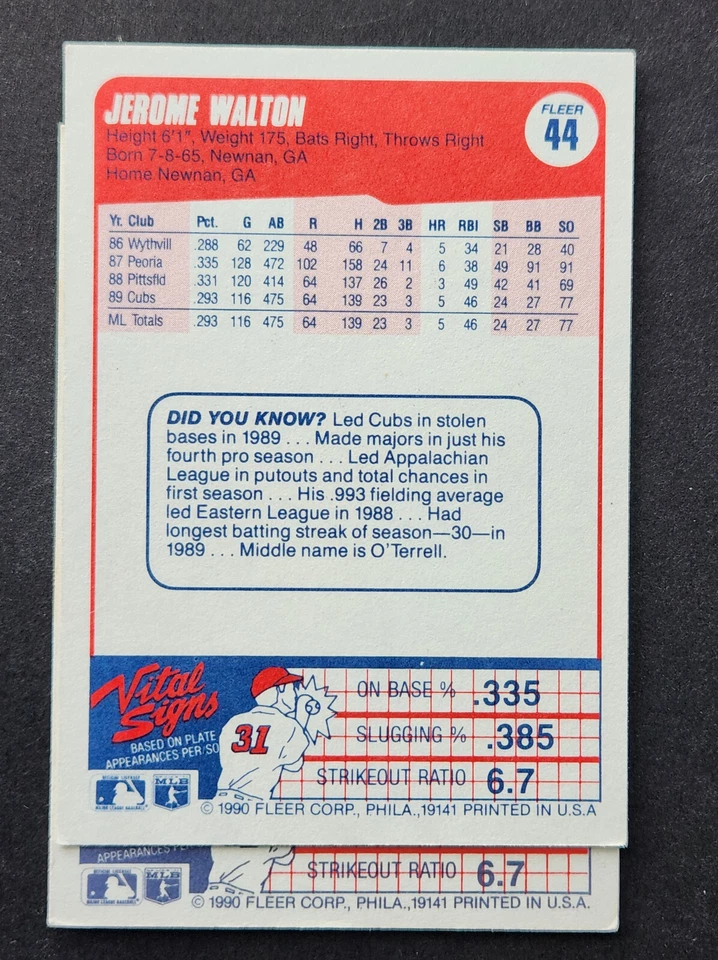 JEROME WALTON
FLEER
44
Height 6'1", Weight 175, Bats Right, Throws Right
Born 7-8-65, Newnan, GA
Home Newnan, GA
Yr. Club Pct. G AB R H 2B 3B HR RBI SB BB SO
86 Wythvill .288 62 229 48 66 7 4 5 34 21 28 40
87 Peoria .335 128 472 102 158 24 11 6 38 49 91 91
88 Pittsfld .331 120 414 64 137 26 2 3 49 42 41 69
89 Cubs .293 116 475 64 139 23 3 5 46 24 27 77
ML Totals .293 116 475 64 139 23 3 5 46 24 27 77
DID YOU KNOW? Led Cubs in stolen
bases in 1989 . . . Made majors in just his
fourth pro season . . . Led Appalachian
League in putouts and total chances in
first season . . . His .993 fielding average
led Eastern League in 1988 . . . Had
longest batting streak of season—30—in
1989 . . . Middle name is O'Terrell.
Vital
Signs
BASED ON PLATE
APPEARANCES PER/SO
31
ON BASE % .335
SLUGGING % .385
STRIKEOUT RATIO 6.7
MLB
© 1990 FLEER CORP., PHILA.,19141 PRINTED IN U.S.A
APPEARANCES PE
STRIKEOUT RATIO 6.7
MLB
© 1990 FLEER CORP., PHILA.,19141 PRINTED IN U.S.A.